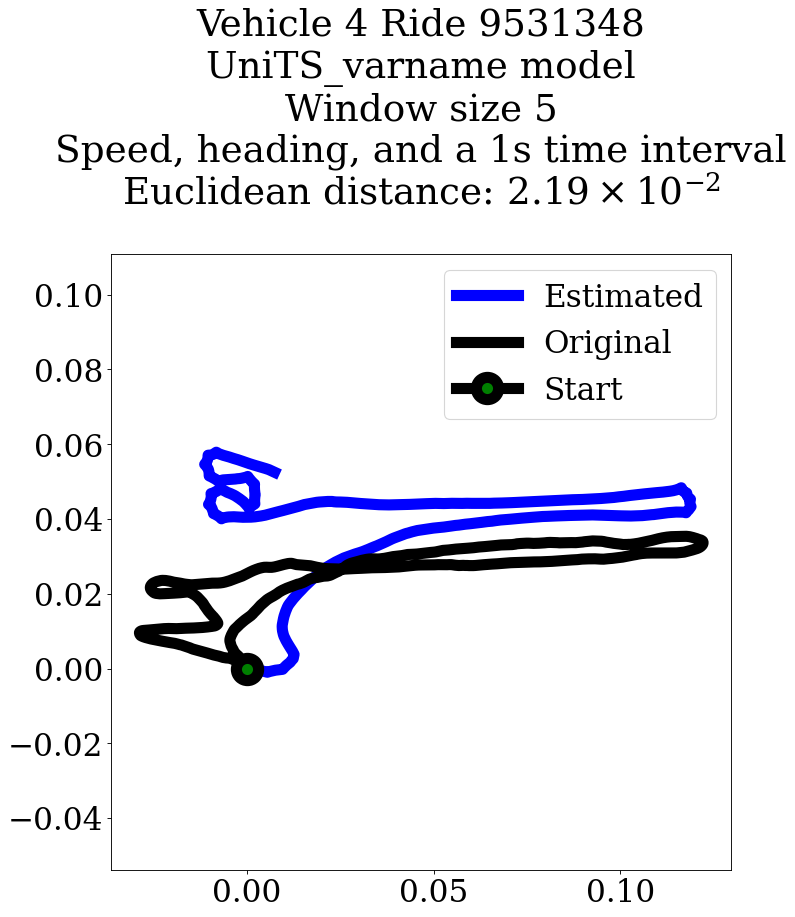 Vehicle 4 Ride 9531348
UniTS_varname model
Window size 5
Speed, heading, and a 1s time interval
Euclidean distance: 2.19 × 10⁻²
Estimated
Original
Start
0.10
0.08
0.06
0.04
0.02
0.00
−0.02
−0.04
0.00 0.05 0.10